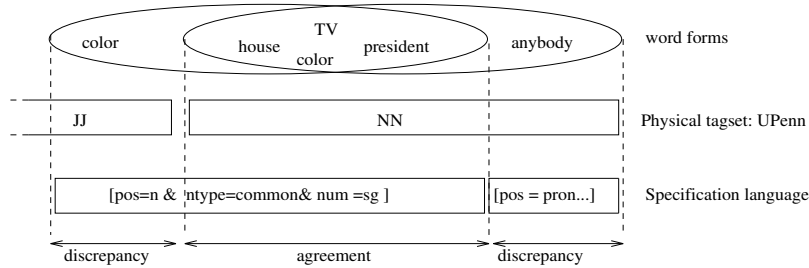 TV
color house president anybody word forms
color
JJ NN Physical tagset: UPenn
[pos=n & ntype=common& num =sg ] [pos = pron...] Specification language
discrepancy agreement discrepancy